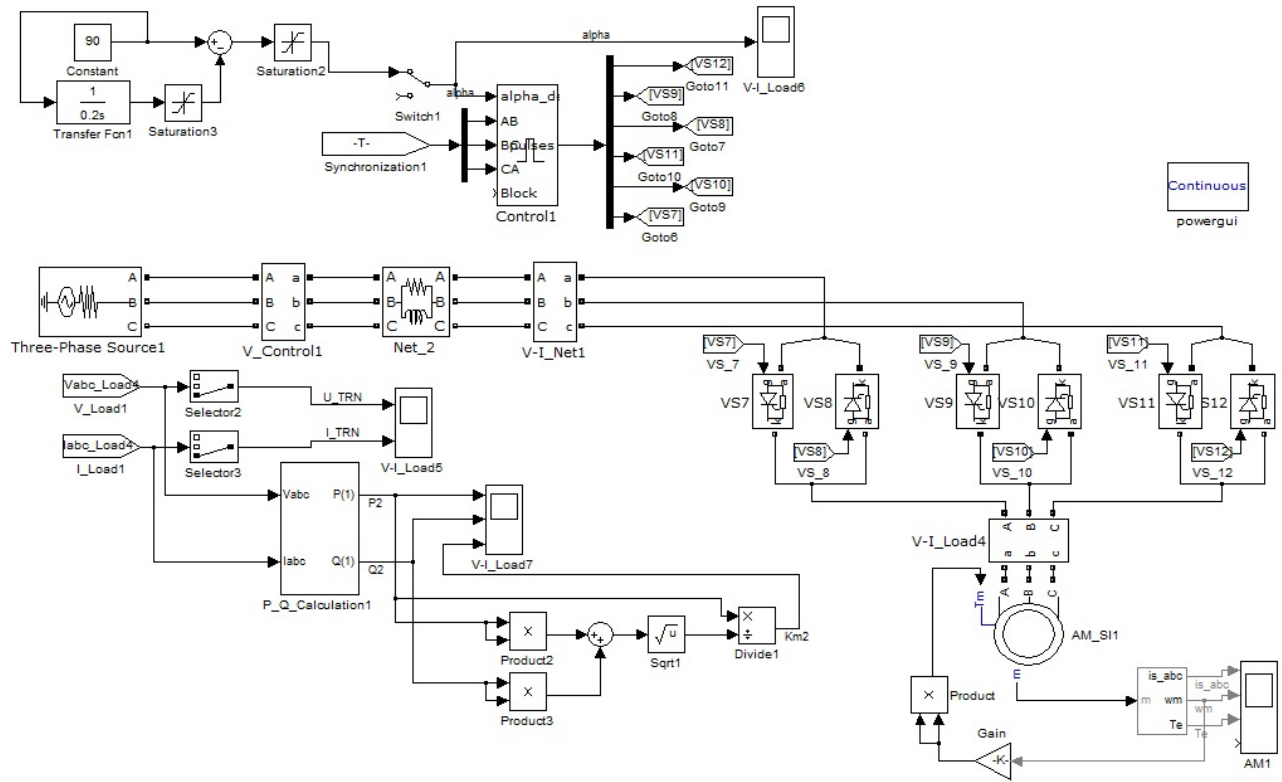 90
Constant
1
0.2s
Transfer Fcn1
Saturation3
Saturation2
Switch1
alpha
alpha
-T-
Synchronization1
alpha_de
AB
BC
pulses
CA
Block
Control1
[VS12]
Goto11
[VS9]
Goto8
[VS8]
Goto7
[VS11]
Goto10
[VS10]
Goto9
[VS7]
Goto6
V-I_Load6
Continuous
powergui
A
B
C
Three-Phase Source1
A a
B b
C c
V_Control1
A A
B B
C C
Net_2
A a
B b
C c
V-I_Net1
[VS7]
VS_7
g a
VS7
k
VS8
g a
[VS8]
VS_8
[VS9]
VS_9
g a
VS9
k
VS10
g a
[VS10]
VS_10
[VS11]
VS_11
g a
VS11
k
S12
g a
[VS12]
VS_12
Vabc_Load4
V_Load1
Selector2
U_TRN
Iabc_Load4
I_Load1
Selector3
I_TRN
V-I_Load5
Vabc
P(1)
P2
Iabc
Q(1)
Q2
P_Q_Calculation1
V-I_Load7
×
Product2
×
Product3
+
+
√u
Sqrt1
×
÷
Divide1
Km2
V-I_Load4
A B C
a b c
A B C
Tm
AM_SI1
m
×
Product
Gain
-K-
m
is_abc
wm
Te
is_abc
wm
Te
AM1